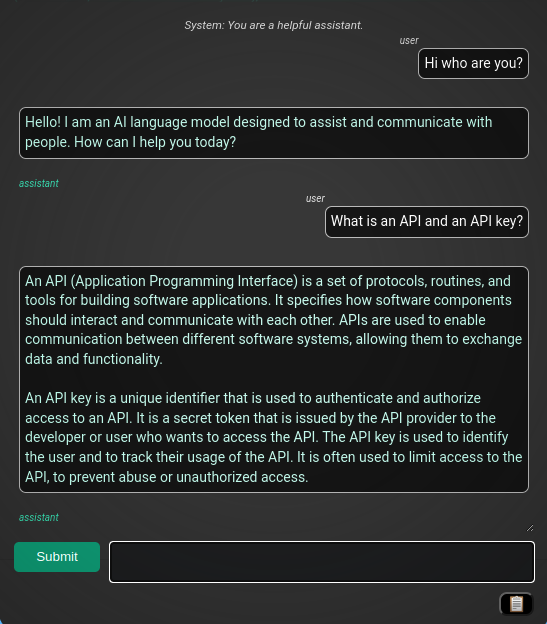 System: You are a helpful assistant.
user
Hi who are you?
Hello! I am an AI language model designed to assist and communicate with
people. How can I help you today?
assistant
user
What is an API and an API key?
An API (Application Programming Interface) is a set of protocols, routines, and
tools for building software applications. It specifies how software components
should interact and communicate with each other. APIs are used to enable
communication between different software systems, allowing them to exchange
data and functionality.
An API key is a unique identifier that is used to authenticate and authorize
access to an API. It is a secret token that is issued by the API provider to the
developer or user who wants to access the API. The API key is used to identify
the user and to track their usage of the API. It is often used to limit access to the
API, to prevent abuse or unauthorized access.
assistant
Submit